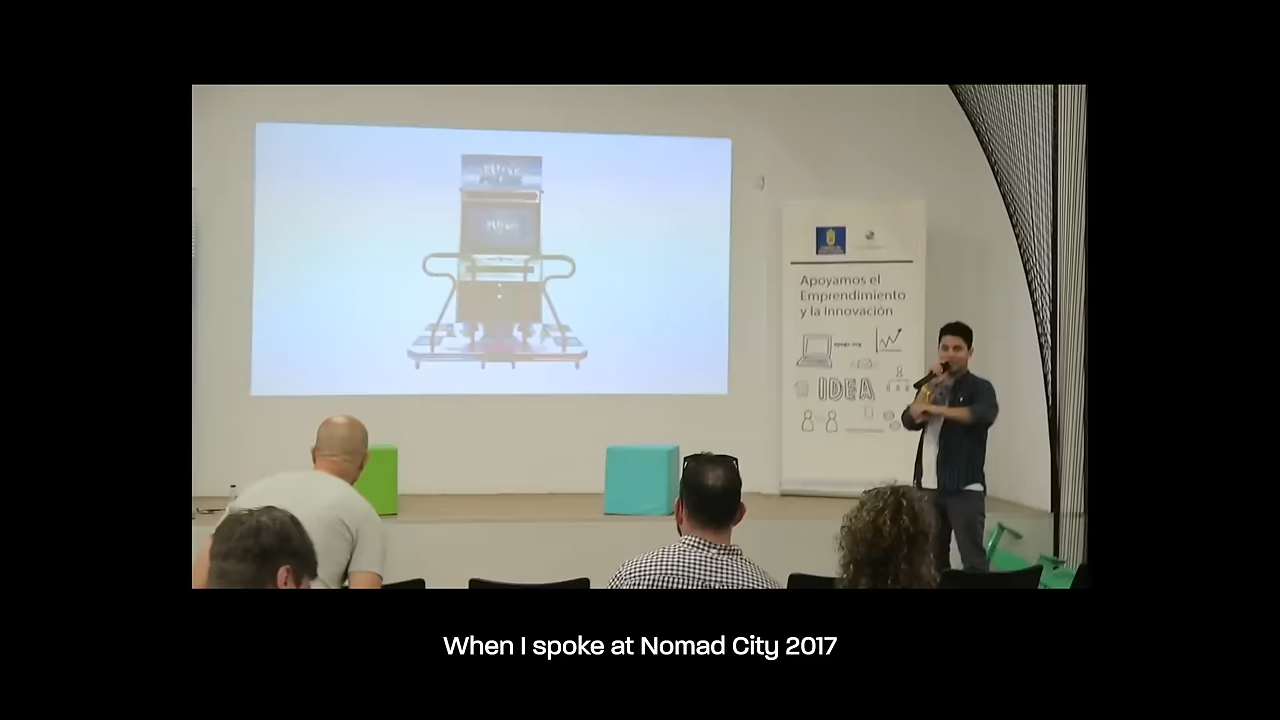 Apoyamos el
Emprendimiento
y la Innovación
IDEA
When I spoke at Nomad City 2017